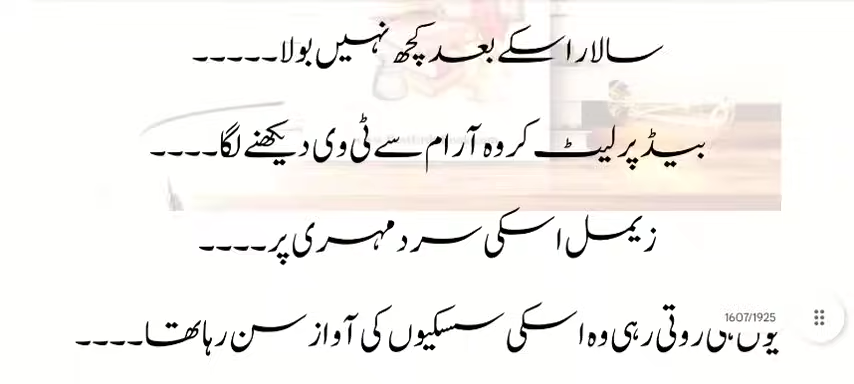 سالار اسکے بعد کچھ نہیں بولا۔۔۔۔۔
بیڈ پر لیٹ کر وہ آرام سے ٹی وی دیکھنے لگا۔۔۔۔
زیمل اسکی سرد مہری پر۔۔۔۔
1607/1925
یوں ہی روتی رہی وہ اسکی سسکیوں کی آواز سن رہا تھا۔۔۔۔